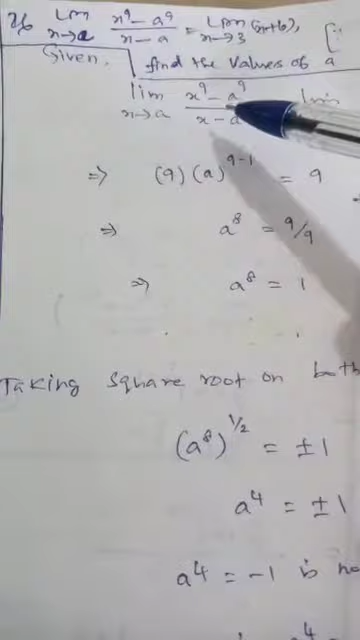 If lim x→a x⁹ - a⁹ / x - a = lim x→3 (x+6),
Given. find the values of a
lim x→a x⁹ - a⁹ / x - a lim
⇒ (9)(a)⁹⁻¹ = 9
⇒ a⁸ = 9/9
⇒ a⁸ = 1
Taking square root on both
(a⁸)^1/2 = ±1
a⁴ = ±1
a⁴ = -1 is